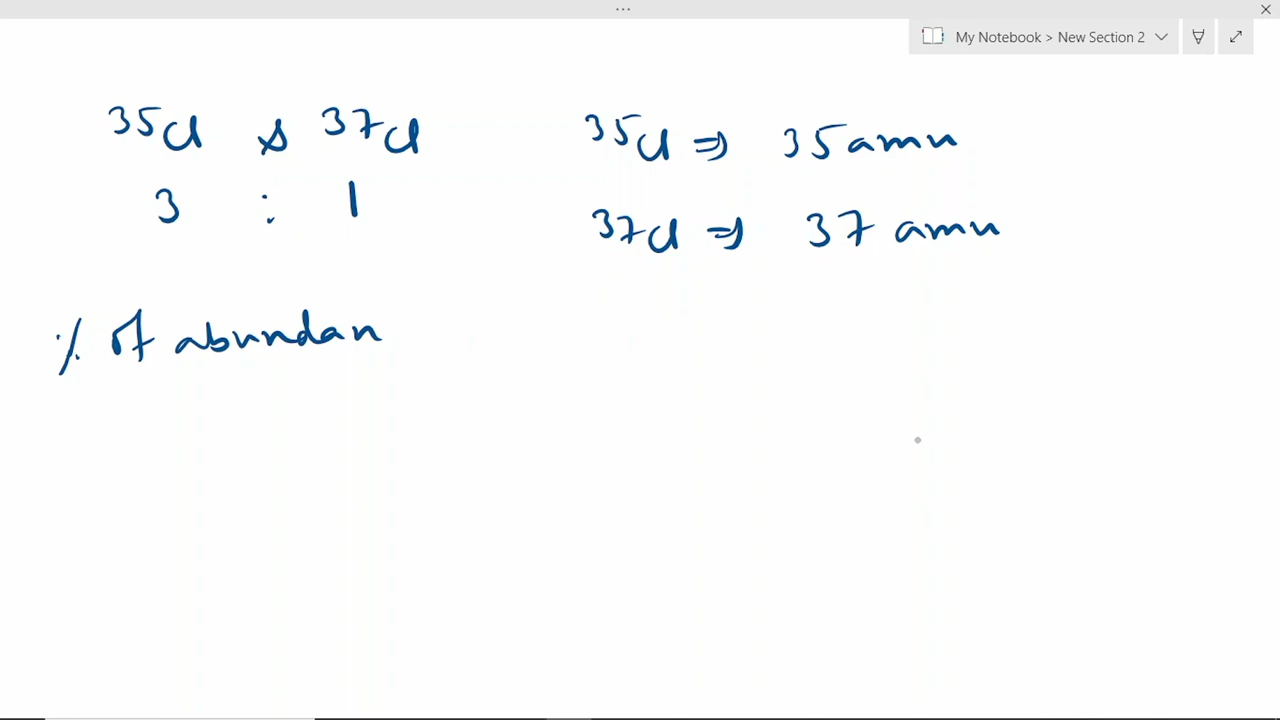 My Notebook > New Section 2
³⁵Cl & ³⁷Cl
3 : 1
³⁵Cl ⇒ 35 amu
³⁷Cl ⇒ 37 amu
% of abundan